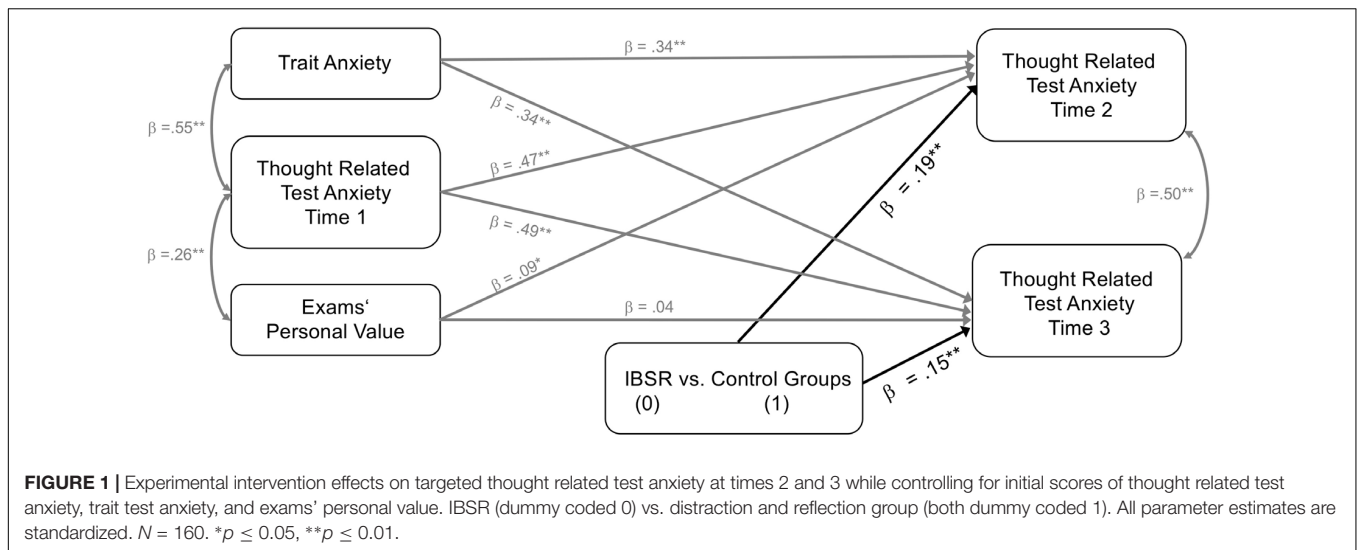 Trait Anxiety
β = .34**
Thought Related
Test Anxiety
Time 2
β = .34**
β =.55**
Thought Related
Test Anxiety
Time 1
β = .47**
β = .19**
β =.50**
β = .49**
β =.26**
β = .09*
Exams‘
Personal Value
β = .04
Thought Related
Test Anxiety
Time 3
IBSR vs. Control Groups
(0) (1)
β = .15**
FIGURE 1 | Experimental intervention effects on targeted thought related test anxiety at times 2 and 3 while controlling for initial scores of thought related test
anxiety, trait test anxiety, and exams' personal value. IBSR (dummy coded 0) vs. distraction and reflection group (both dummy coded 1). All parameter estimates are
standardized. N = 160. *p ≤ 0.05, **p ≤ 0.01.